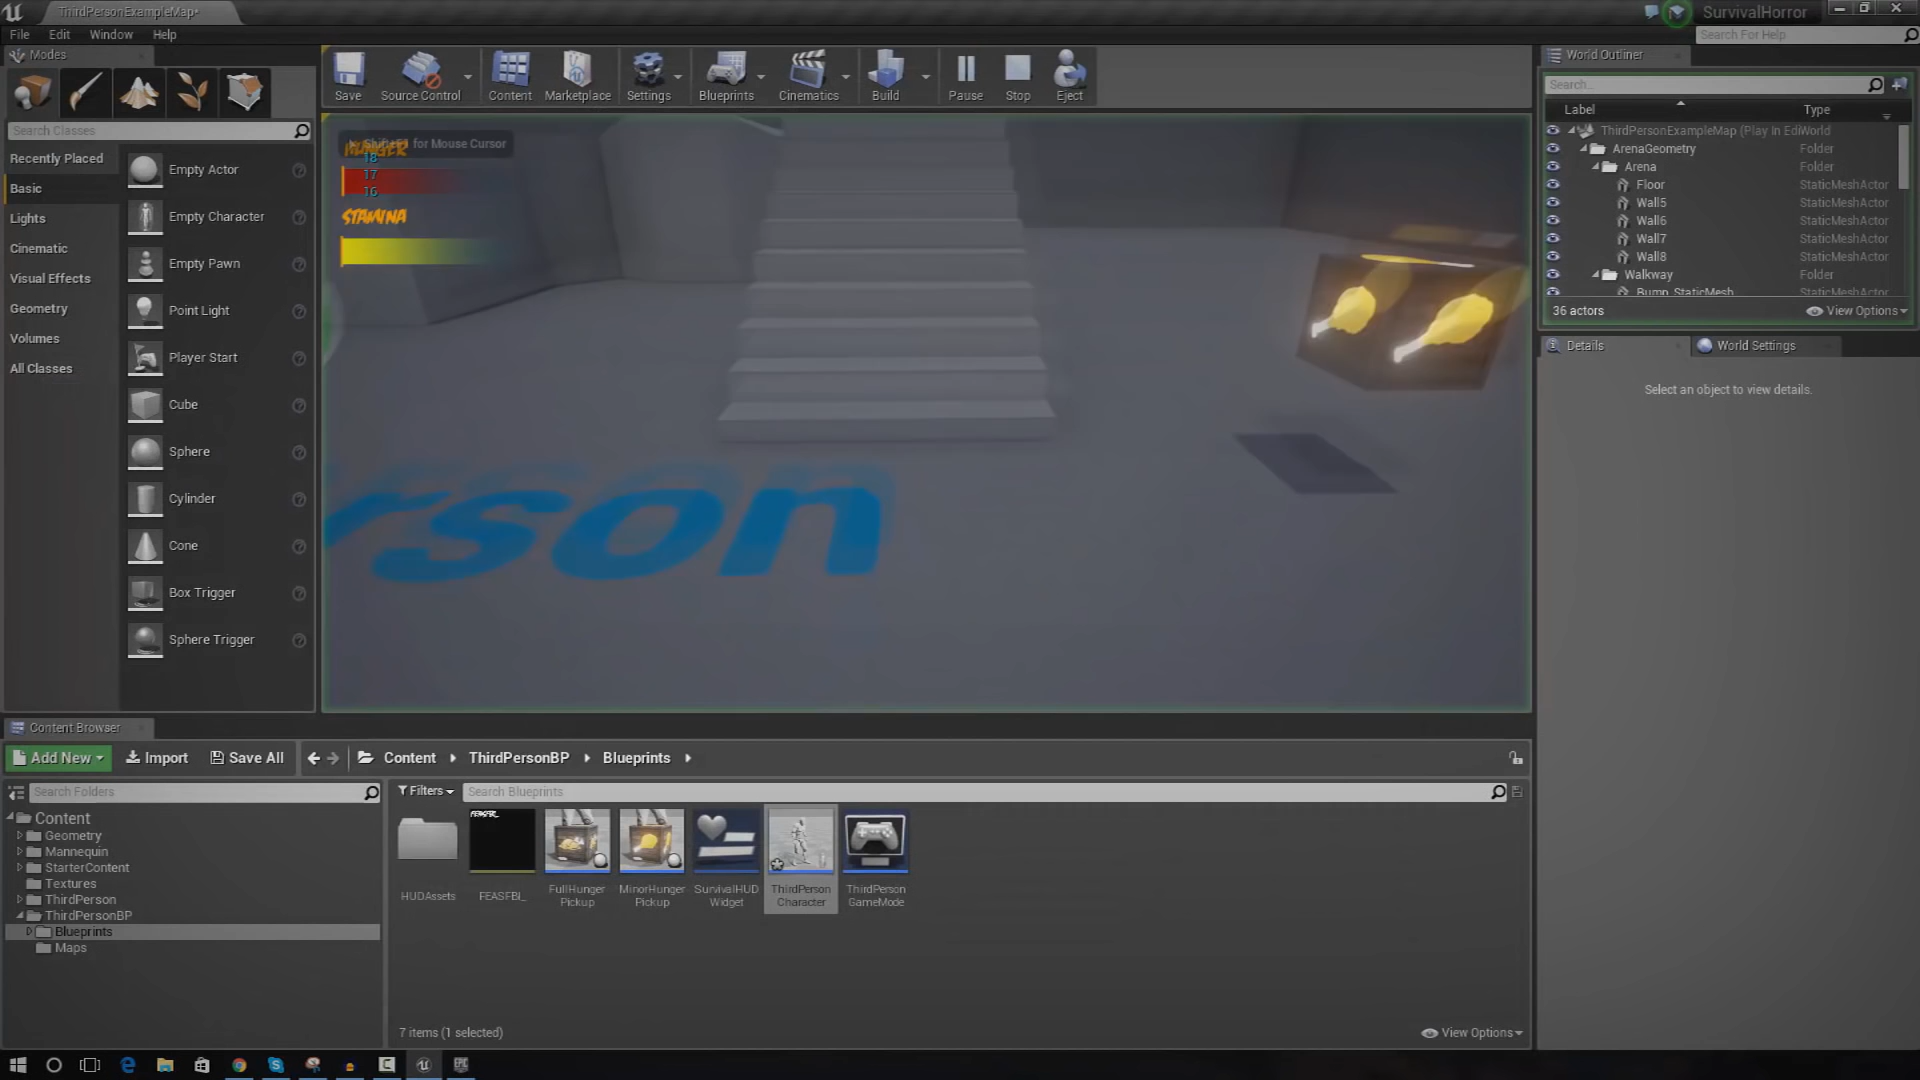 ThirdPersonExampleMap*
SurvivalHorror
File Edit Window Help
Search For Help
Modes
Search Classes
Recently Placed
Basic
Lights
Cinematic
Visual Effects
Geometry
Volumes
All Classes
Empty Actor
Empty Character
Empty Pawn
Point Light
Player Start
Cube
Sphere
Cylinder
Cone
Box Trigger
Sphere Trigger
Save
Source Control
Content
Marketplace
Settings
Blueprints
Cinematics
Build
Pause
Stop
Eject
for Mouse Cursor
HUNGER
18
17
16
STAMINA
rson
World Outliner
Search...
Label Type
ThirdPersonExampleMap (Play In Edi World
ArenaGeometry Folder
Arena Folder
Floor StaticMeshActor
Wall5 StaticMeshActor
Wall6 StaticMeshActor
Wall7 StaticMeshActor
Wall8 StaticMeshActor
Walkway Folder
Bump_StaticMesh StaticMeshActor
36 actors
View Options
Details
World Settings
Select an object to view details.
Content Browser
Add New
Import
Save All
Content
ThirdPersonBP
Blueprints
Search Folders
Content
Geometry
Mannequin
StarterContent
Textures
ThirdPerson
ThirdPersonBP
Blueprints
Maps
Filters
Search Blueprints
HUDAssets
FEASFBI_
FullHunger
Pickup
MinorHunger
Pickup
SurvivalHUD
Widget
ThirdPerson
Character
ThirdPerson
GameMode
7 items (1 selected)
View Options